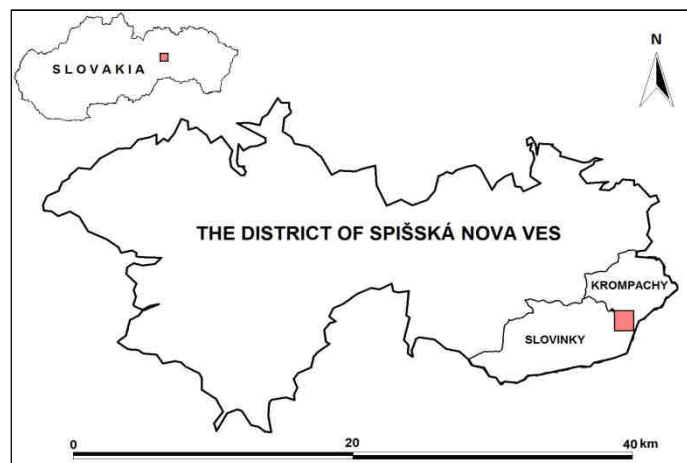 SLOVAKIA
N
THE DISTRICT OF SPIŠSKÁ NOVA VES
KROMPACHY
SLOVINKY
0 20 40 km